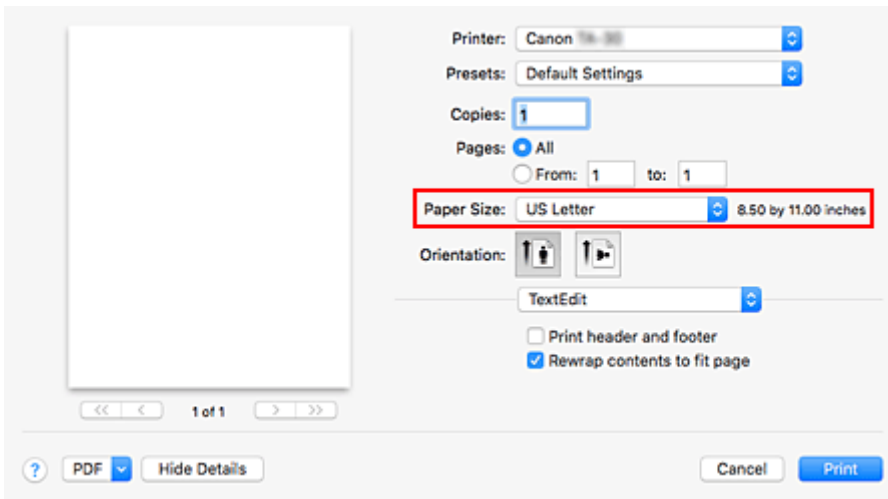 Printer: Canon
Presets: Default Settings
Copies: 1
Pages: All
From: 1 to: 1
Paper Size: US Letter 8.50 by 11.00 inches
Orientation:
TextEdit
Print header and footer
Rewrap contents to fit page
<< < 1 of 1 > >>
? PDF Hide Details Cancel Print